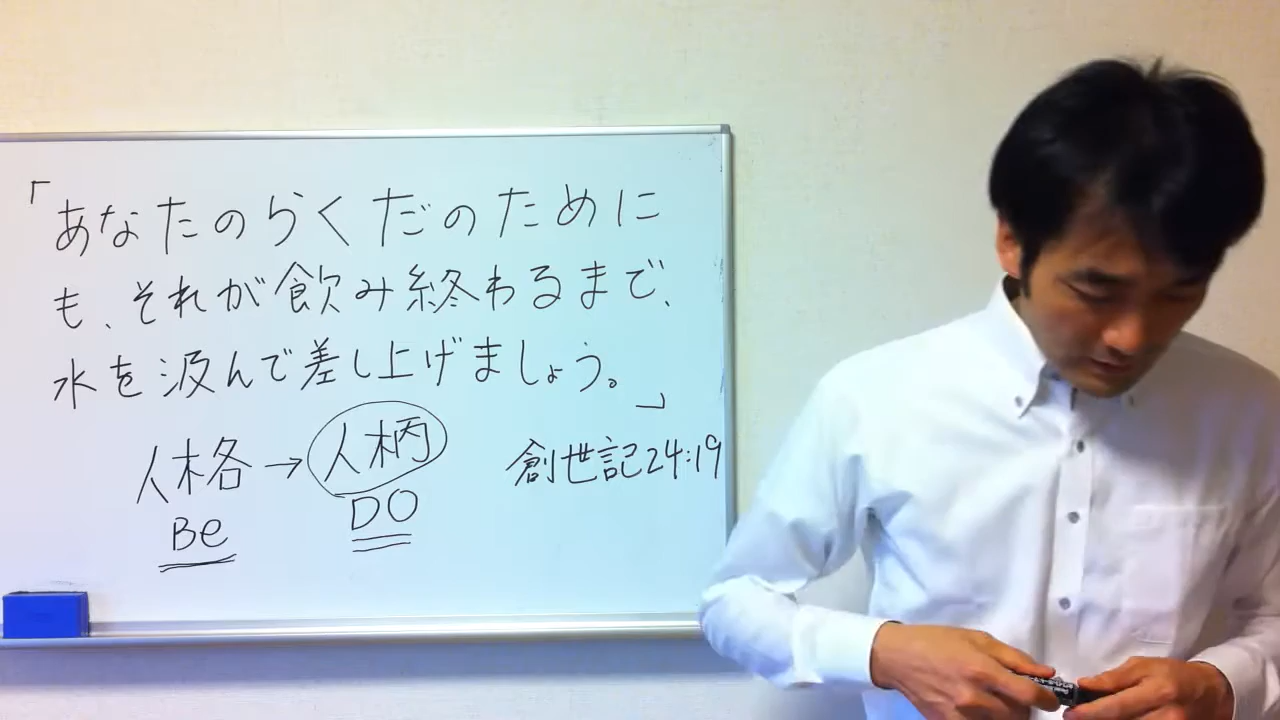 「あなたのらくだのために
も、それが飲み終わるまで、
水を汲んで差し上げましょう。」
人格→人柄 創世記24:19
Be DO